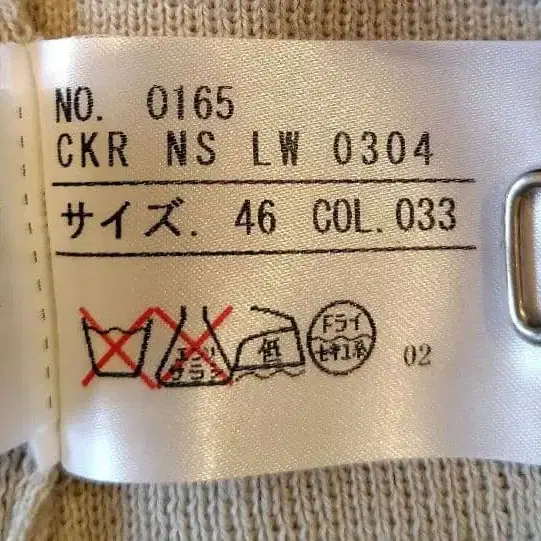 NO. 0165
CKR NS LW 0304
サイズ. 46 COL.033
エンソ サラシ 低 ドライ セキユ系 02